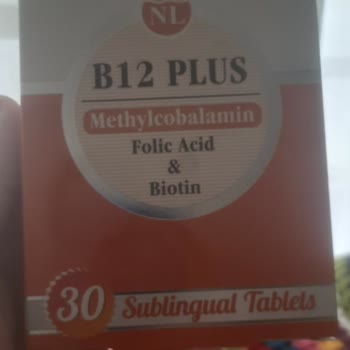 NL
B12 PLUS
Methylcobalamin
Folic Acid
&
Biotin
30 Sublingual Tablets